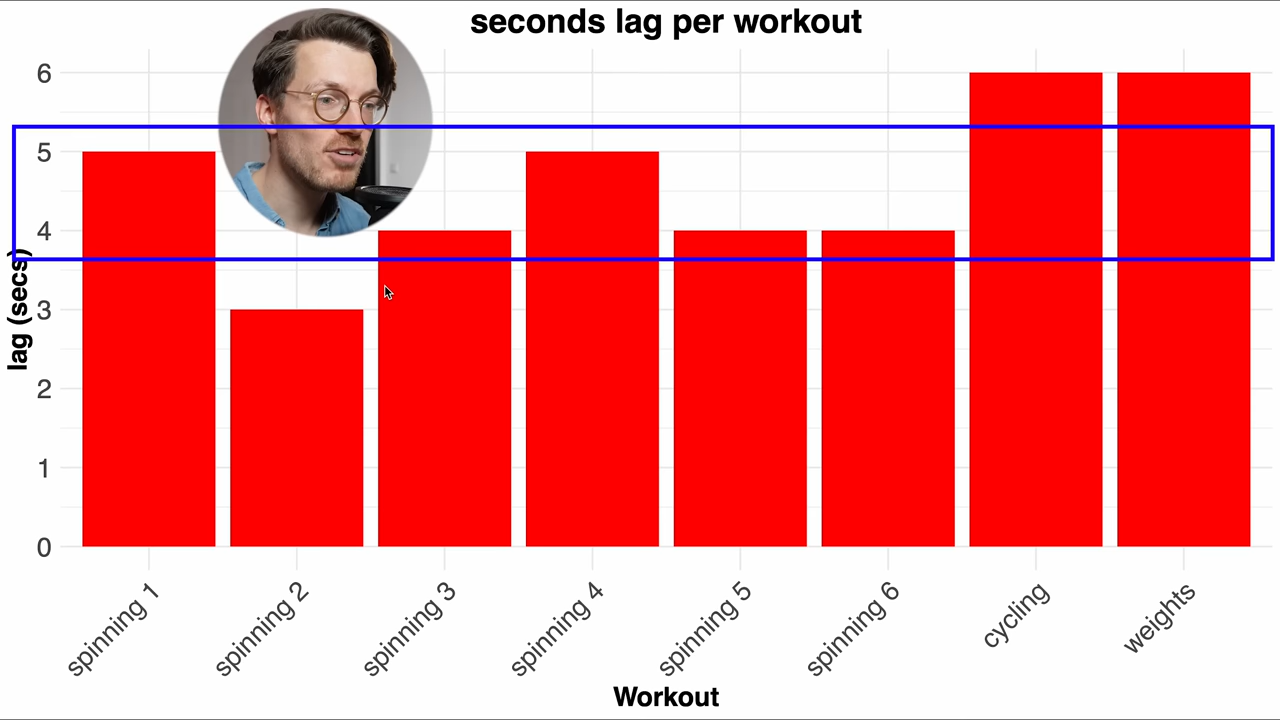 seconds lag per workout
6
5
4
3
2
1
0
lag (secs)
spinning 1
spinning 2
spinning 3
spinning 4
spinning 5
spinning 6
cycling
weights
Workout